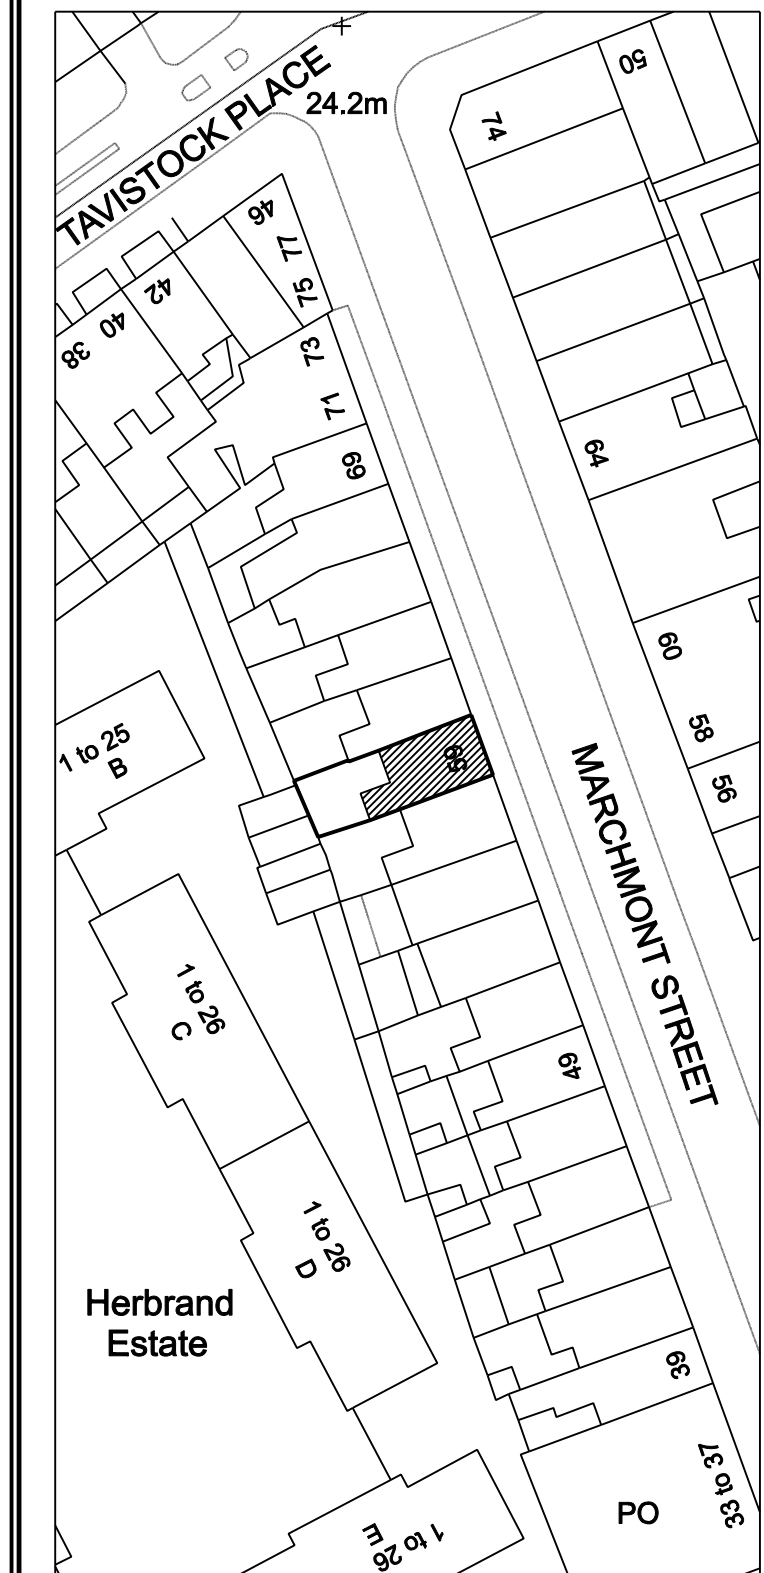 TAVISTOCK PLACE
24.2m
50
74
46
77
75
42
40
38
73
71
69
64
60
58
56
59
1 to 25
B
MARCHMONT STREET
1 to 26
C
49
1 to 26
D
Herbrand
Estate
39
33 to 37
PO
1 to 26
E